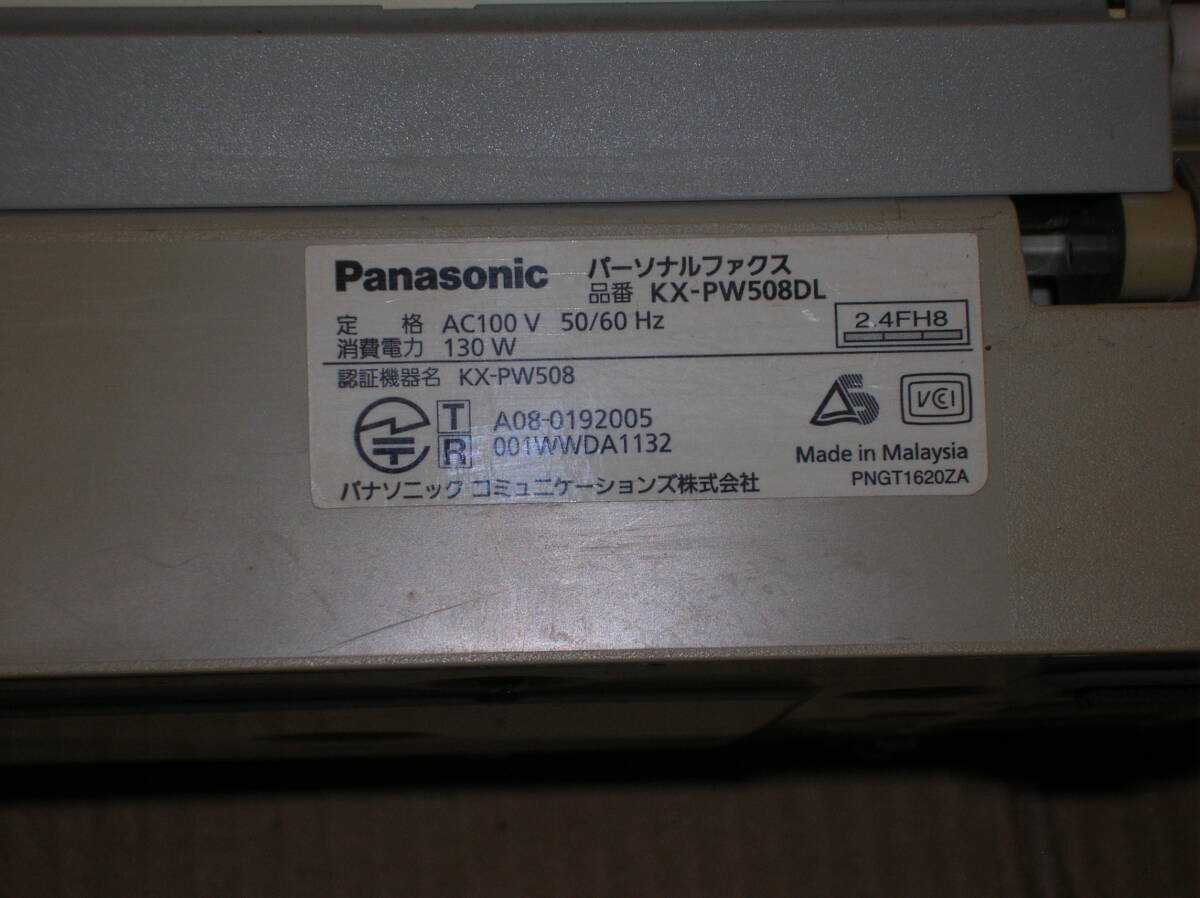 Panasonic パーソナルファクス
品番 KX-PW508DL
定 格 AC100 V 50/60 Hz
2.4FH8
消費電力 130 W
認証機器名 KX-PW508
T A08-0192005
R 001WWDA1132
VCI
Made in Malaysia
PNGT1620ZA
パナソニック コミュニケーションズ株式会社